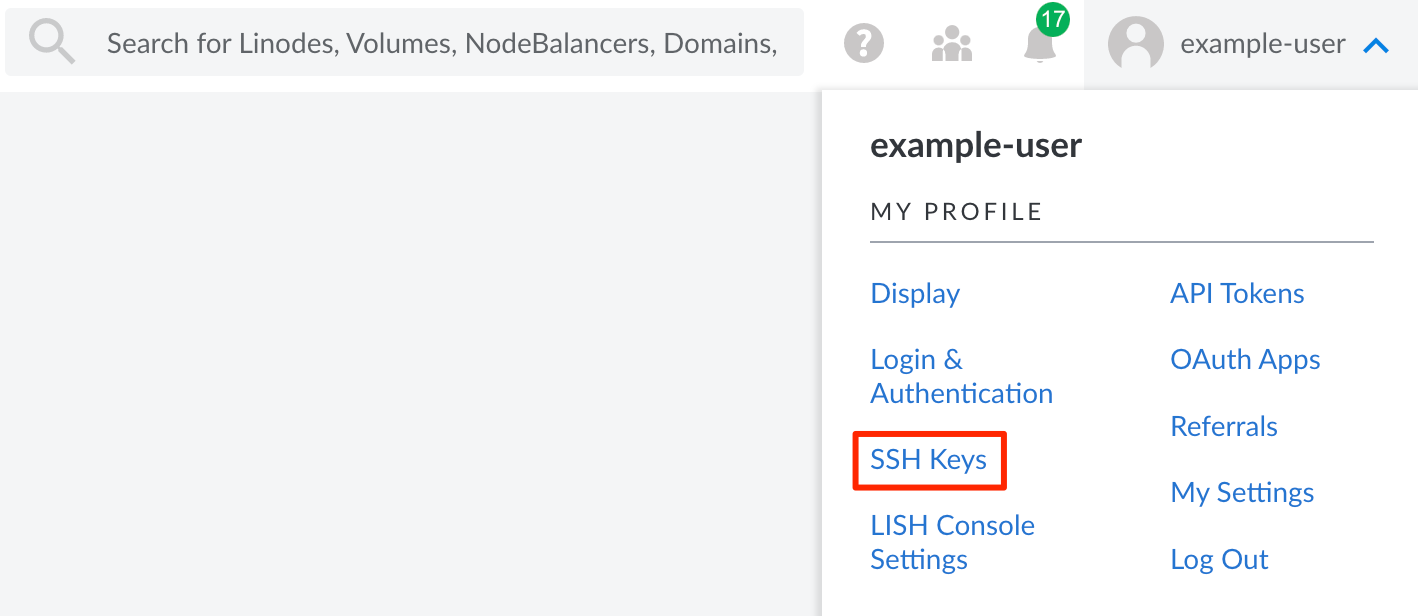 Search for Linodes, Volumes, NodeBalancers, Domains,
?
17
example-user
example-user
MY PROFILE
Display
Login &
Authentication
SSH Keys
LISH Console
Settings
API Tokens
OAuth Apps
Referrals
My Settings
Log Out